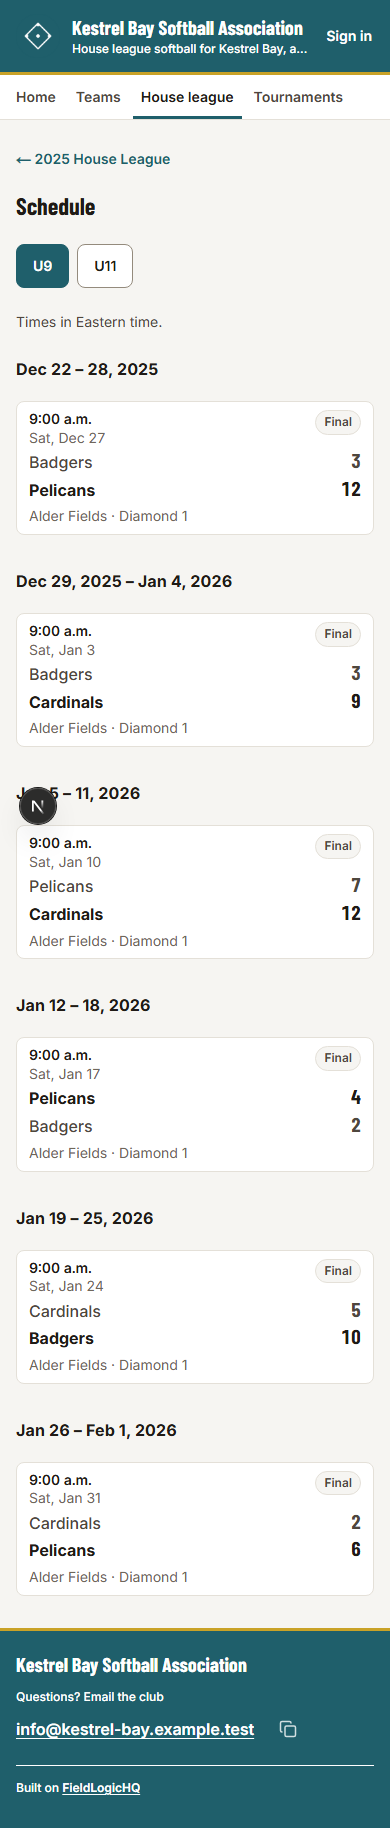 Kestrel Bay Softball Association
House league softball for Kestrel Bay, a...
Sign in
Home Teams House league Tournaments
← 2025 House League
Schedule
U9 U11
Times in Eastern time.
Dec 22 – 28, 2025
9:00 a.m. Final
Sat, Dec 27
Badgers 3
Pelicans 12
Alder Fields · Diamond 1
Dec 29, 2025 – Jan 4, 2026
9:00 a.m. Final
Sat, Jan 3
Badgers 3
Cardinals 9
Alder Fields · Diamond 1
5 – 11, 2026
N
9:00 a.m. Final
Sat, Jan 10
Pelicans 7
Cardinals 12
Alder Fields · Diamond 1
Jan 12 – 18, 2026
9:00 a.m. Final
Sat, Jan 17
Pelicans 4
Badgers 2
Alder Fields · Diamond 1
Jan 19 – 25, 2026
9:00 a.m. Final
Sat, Jan 24
Cardinals 5
Badgers 10
Alder Fields · Diamond 1
Jan 26 – Feb 1, 2026
9:00 a.m. Final
Sat, Jan 31
Cardinals 2
Pelicans 6
Alder Fields · Diamond 1
Kestrel Bay Softball Association
Questions? Email the club
info@kestrel-bay.example.test
Built on FieldLogicHQ